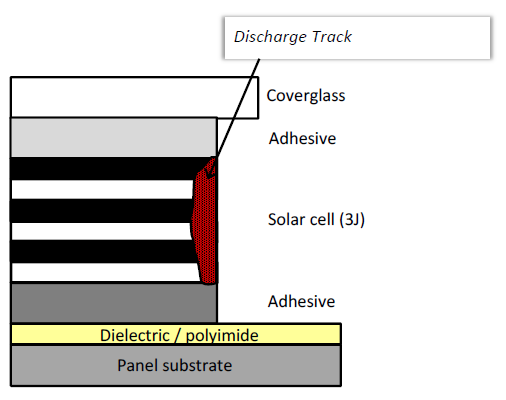 Discharge Track
Coverglass
Adhesive
Solar cell (3J)
Adhesive
Dielectric / polyimide
Panel substrate